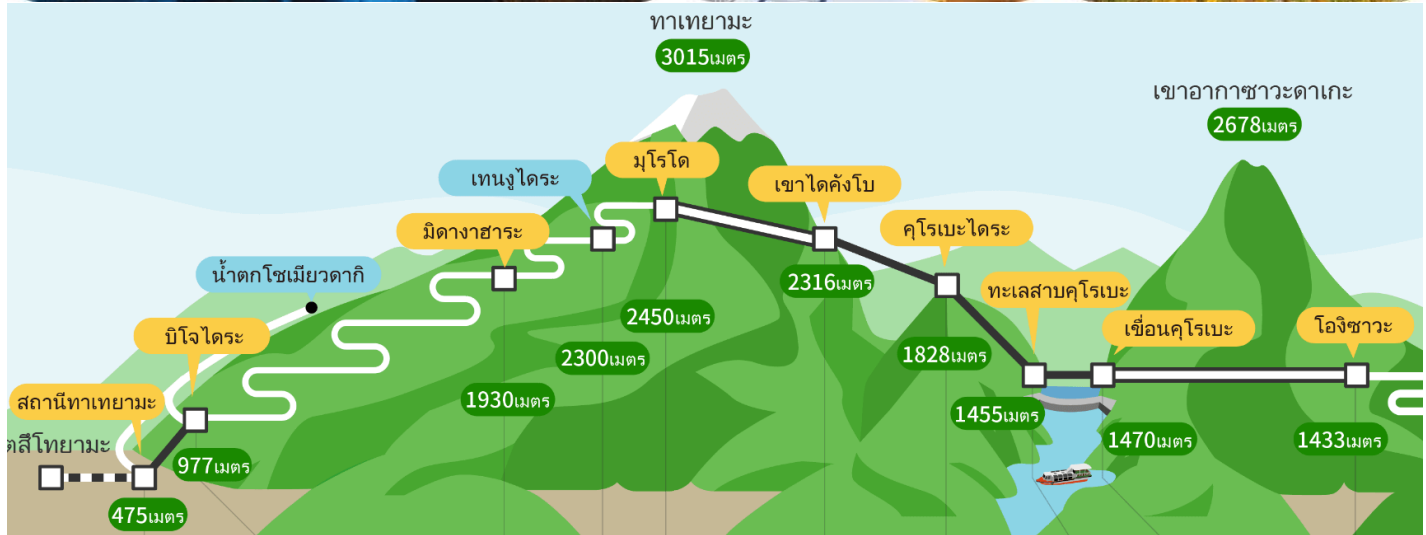 ทาเทยามะ
3015เมตร
เขาอากาซาวะดาเกะ
2678เมตร
มุโรโด
เทนงูไดระ
เขาไดคังโบ
มิดางาฮาระ
คุโรเบะไดระ
น้ำตกโชเมียวดากิ
2316เมตร
ทะเลสาบคุโรเบะ
2450เมตร
บิโจไดระ
เขื่อนคุโรเบะ
โองิซาวะ
2300เมตร
1828เมตร
1930เมตร
สถานีทาเทยามะ
1455เมตร
ตสึโทยามะ
1470เมตร
1433เมตร
977เมตร
475เมตร